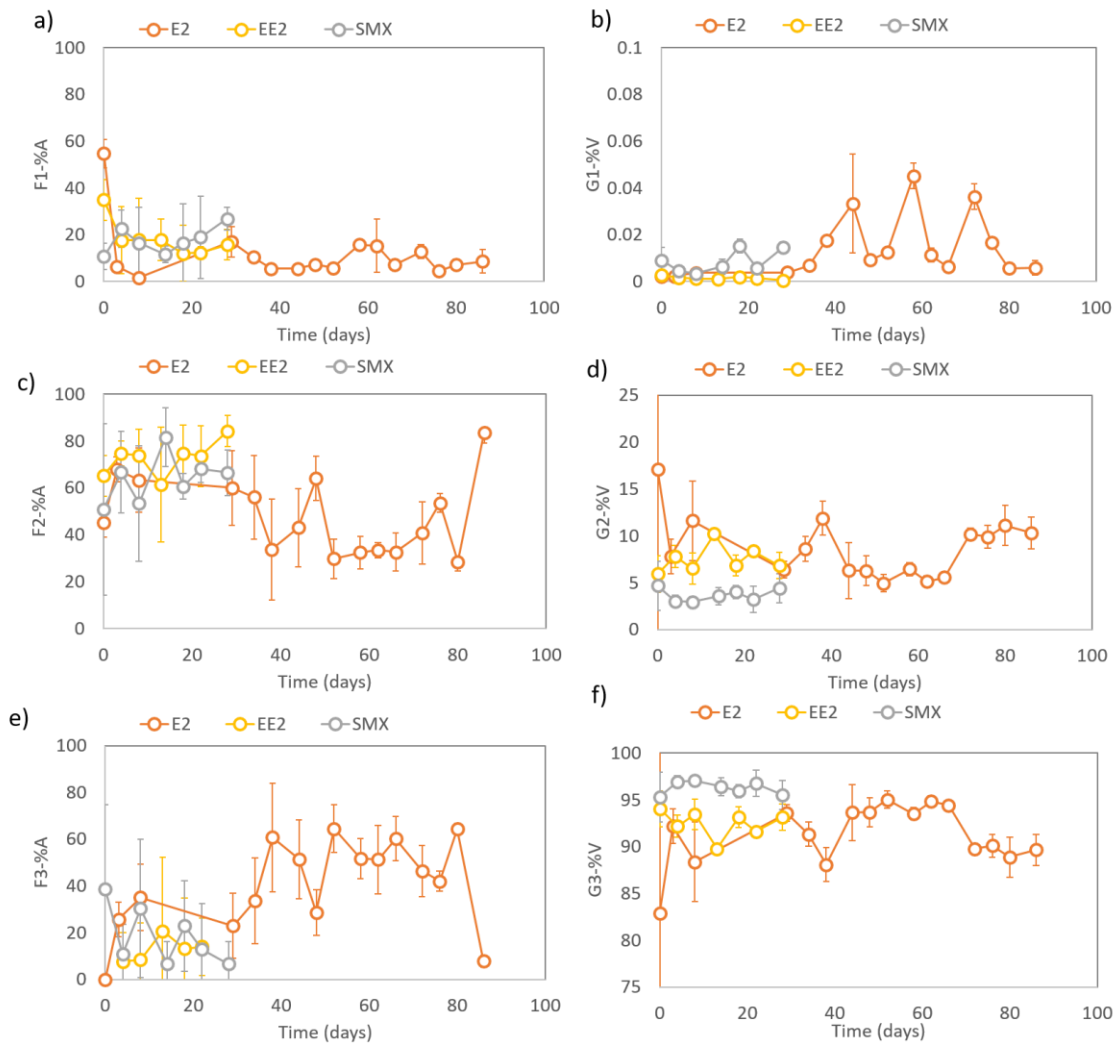 a)
E2 EE2 SMX
100
80
60
40
20
0
F1-%A
0 20 40 60 80 100
Time (days)
b)
E2 EE2 SMX
0.1
0.08
0.06
0.04
0.02
0
G1-%V
0 20 40 60 80 100
Time (days)
c)
E2 EE2 SMX
100
80
60
40
20
0
F2-%A
0 20 40 60 80 100
Time (days)
d)
E2 EE2 SMX
25
20
15
10
5
0
G2-%V
0 20 40 60 80 100
Time (days)
e)
E2 EE2 SMX
100
80
60
40
20
0
F3-%A
0 20 40 60 80 100
Time (days)
f)
E2 EE2 SMX
100
95
90
85
80
75
G3-%V
0 20 40 60 80 100
Time (days)